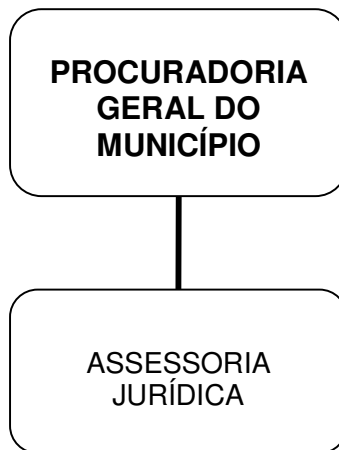 PROCURADORIA
GERAL DO
MUNICÍPIO
ASSESSORIA
JURÍDICA